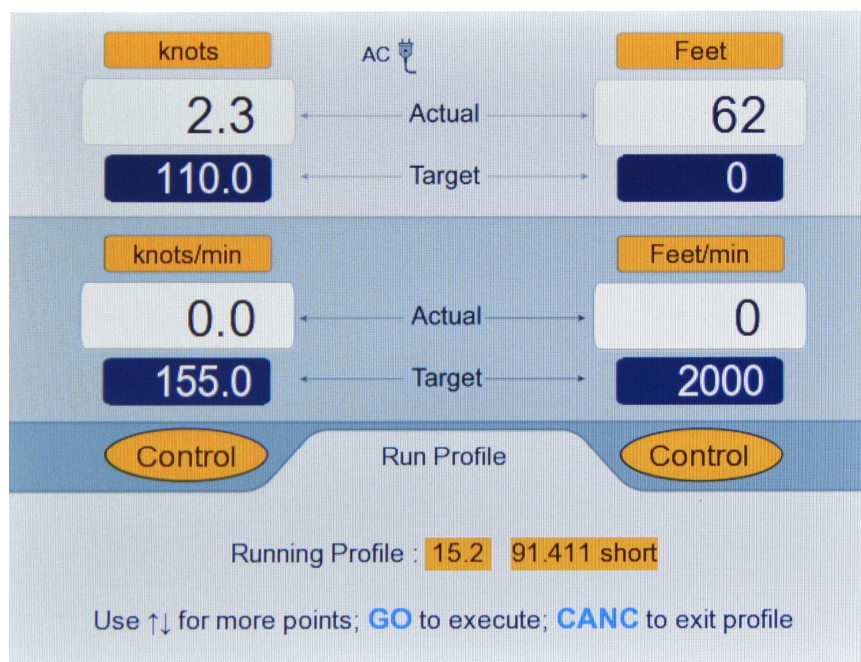 knots AC Feet
2.3 Actual 62
110.0 Target 0
knots/min Feet/min
0.0 Actual 0
155.0 Target 2000
Control Run Profile Control
Running Profile : 15.2 91.411 short
Use ↑↓ for more points; GO to execute; CANC to exit profile